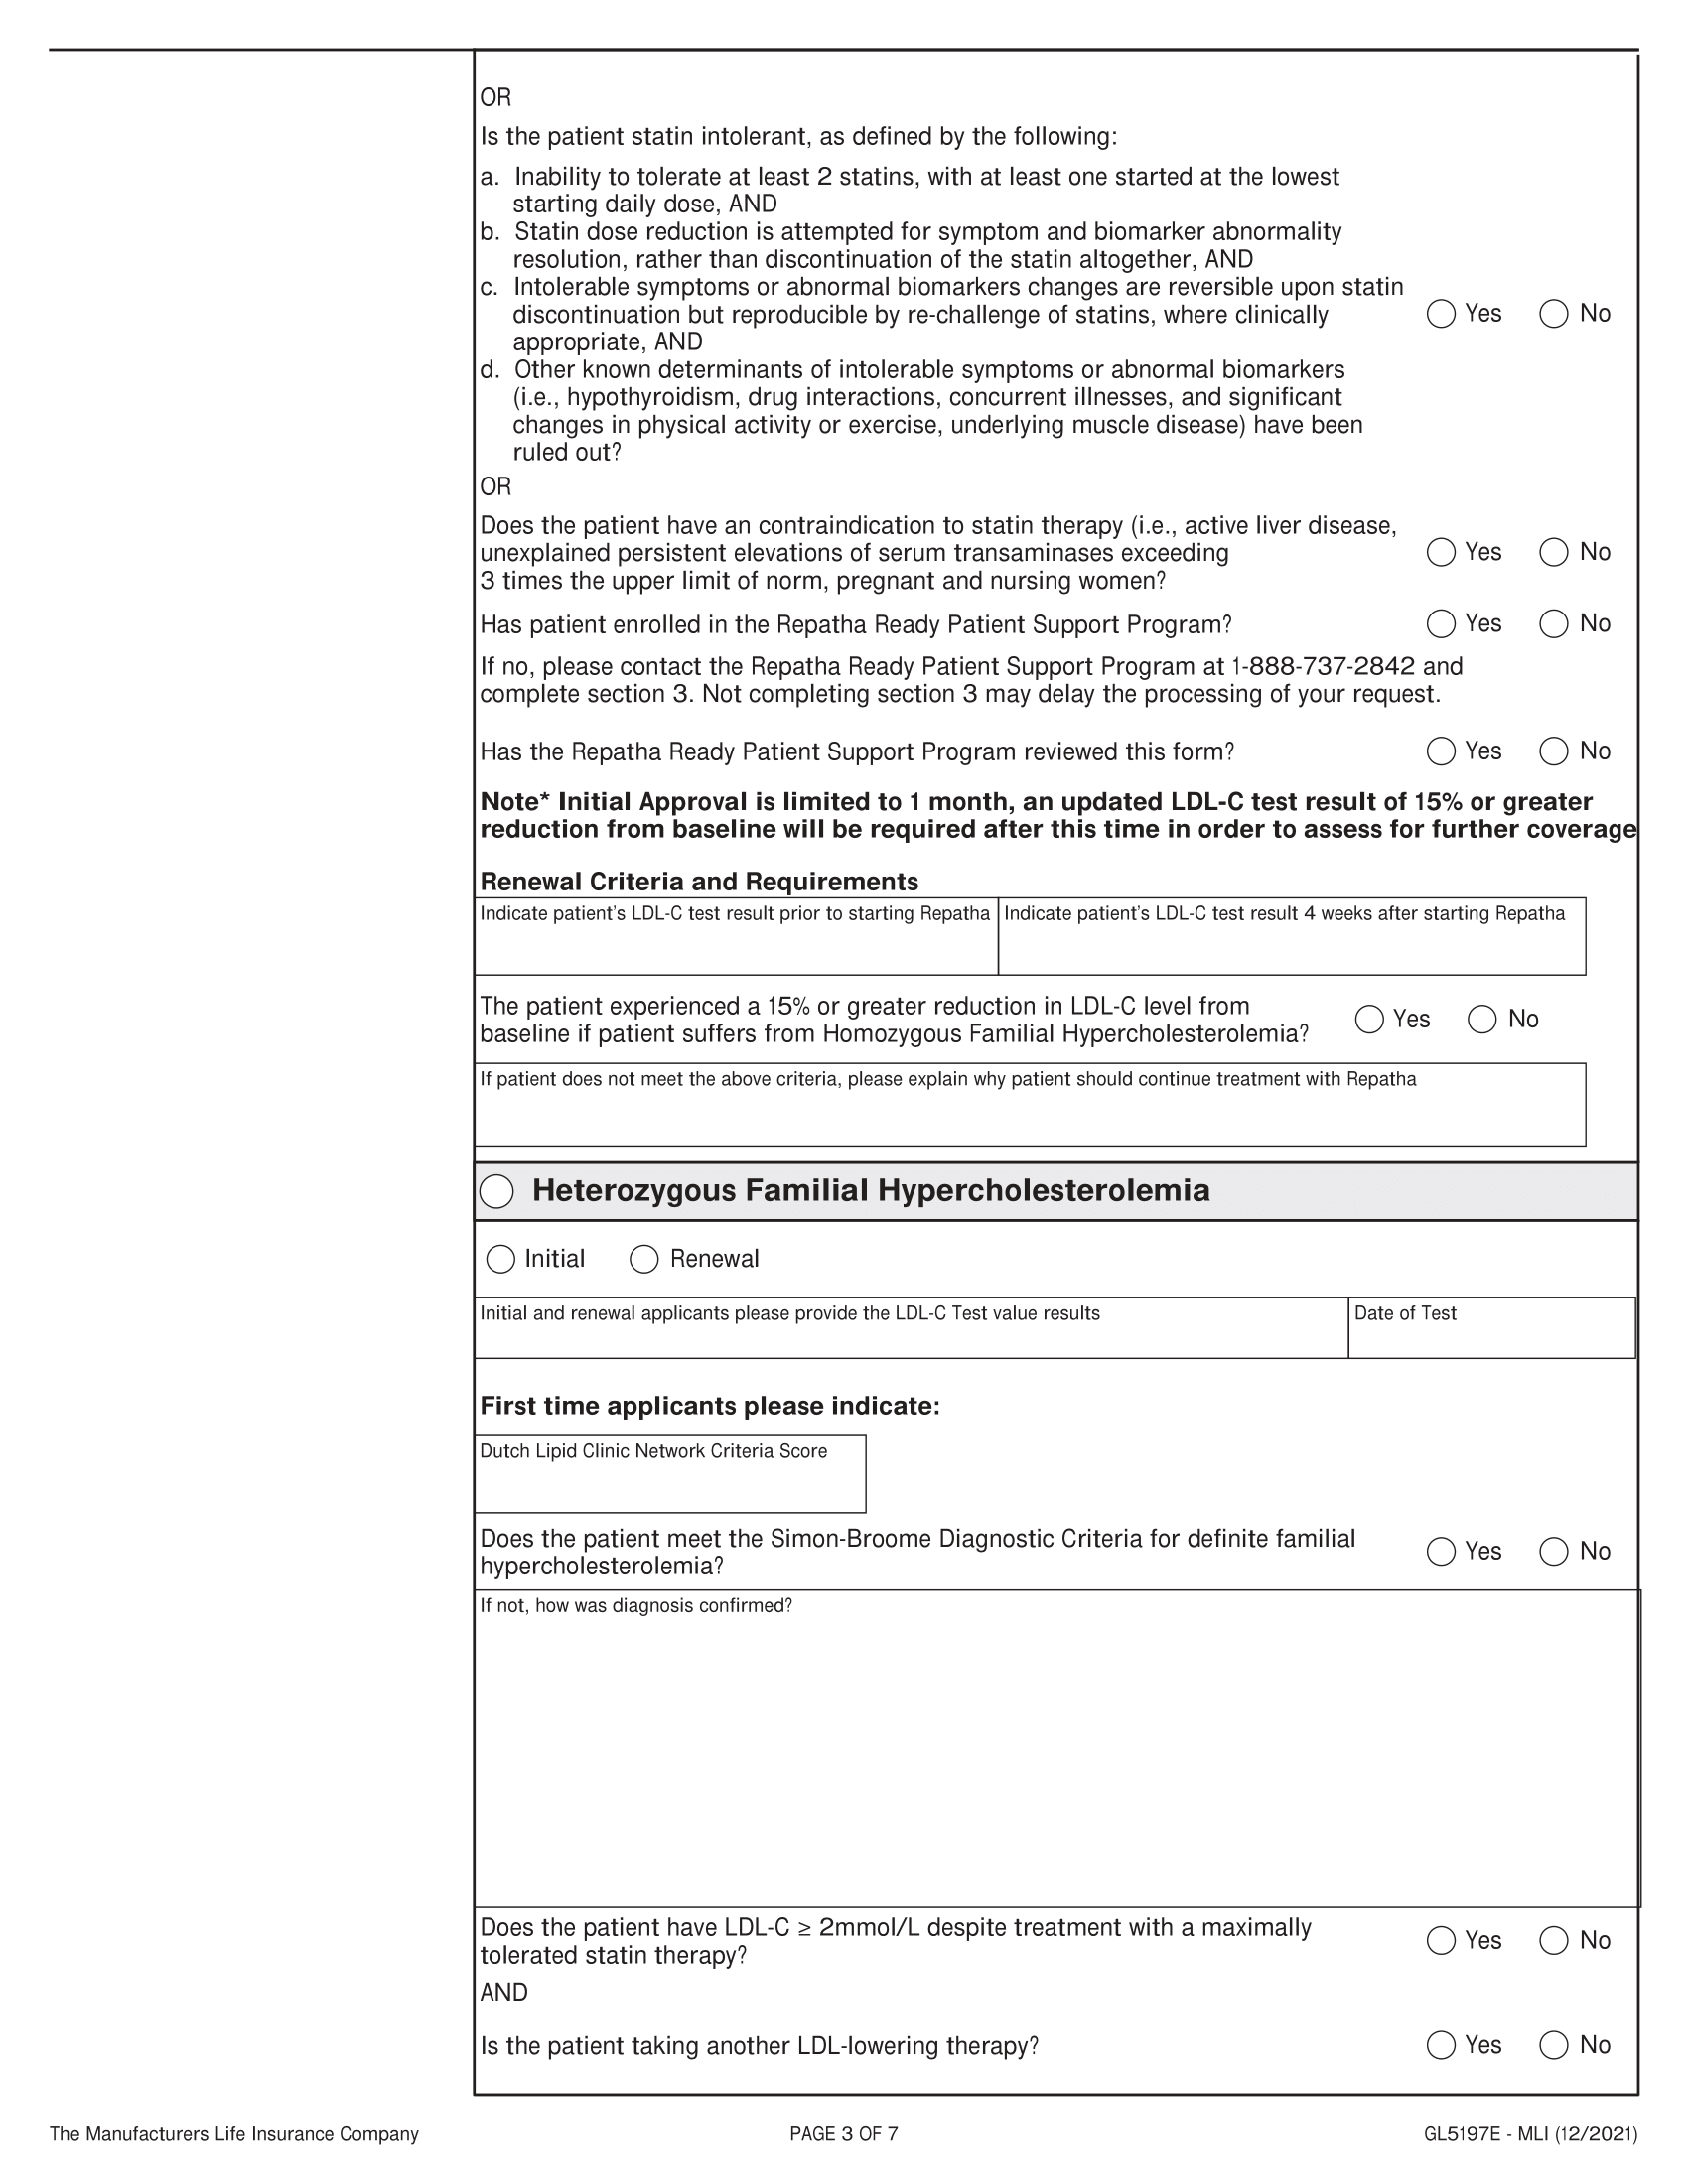 OR
Is the patient statin intolerant, as defined by the following:
a. Inability to tolerate at least 2 statins, with at least one started at the lowest
starting daily dose, AND
b. Statin dose reduction is attempted for symptom and biomarker abnormality
resolution, rather than discontinuation of the statin altogether, AND
c. Intolerable symptoms or abnormal biomarkers changes are reversible upon statin
discontinuation but reproducible by re-challenge of statins, where clinically
appropriate, AND
Yes No
d. Other known determinants of intolerable symptoms or abnormal biomarkers
(i.e., hypothyroidism, drug interactions, concurrent illnesses, and significant
changes in physical activity or exercise, underlying muscle disease) have been
ruled out?
OR
Does the patient have an contraindication to statin therapy (i.e., active liver disease,
unexplained persistent elevations of serum transaminases exceeding
3 times the upper limit of norm, pregnant and nursing women?
Yes No
Has patient enrolled in the Repatha Ready Patient Support Program? Yes No
If no, please contact the Repatha Ready Patient Support Program at 1-888-737-2842 and
complete section 3. Not completing section 3 may delay the processing of your request.
Has the Repatha Ready Patient Support Program reviewed this form? Yes No
Note* Initial Approval is limited to 1 month, an updated LDL-C test result of 15% or greater
reduction from baseline will be required after this time in order to assess for further coverage
Renewal Criteria and Requirements
Indicate patient's LDL-C test result prior to starting Repatha Indicate patient's LDL-C test result 4 weeks after starting Repatha
The patient experienced a 15% or greater reduction in LDL-C level from
baseline if patient suffers from Homozygous Familial Hypercholesterolemia?
Yes No
If patient does not meet the above criteria, please explain why patient should continue treatment with Repatha
Heterozygous Familial Hypercholesterolemia
Initial Renewal
Initial and renewal applicants please provide the LDL-C Test value results Date of Test
First time applicants please indicate:
Dutch Lipid Clinic Network Criteria Score
Does the patient meet the Simon-Broome Diagnostic Criteria for definite familial
hypercholesterolemia?
Yes No
If not, how was diagnosis confirmed?
Does the patient have LDL-C ≥ 2mmol/L despite treatment with a maximally
tolerated statin therapy?
Yes No
AND
Is the patient taking another LDL-lowering therapy? Yes No
The Manufacturers Life Insurance Company PAGE 3 OF 7 GL5197E - MLI (12/2021)